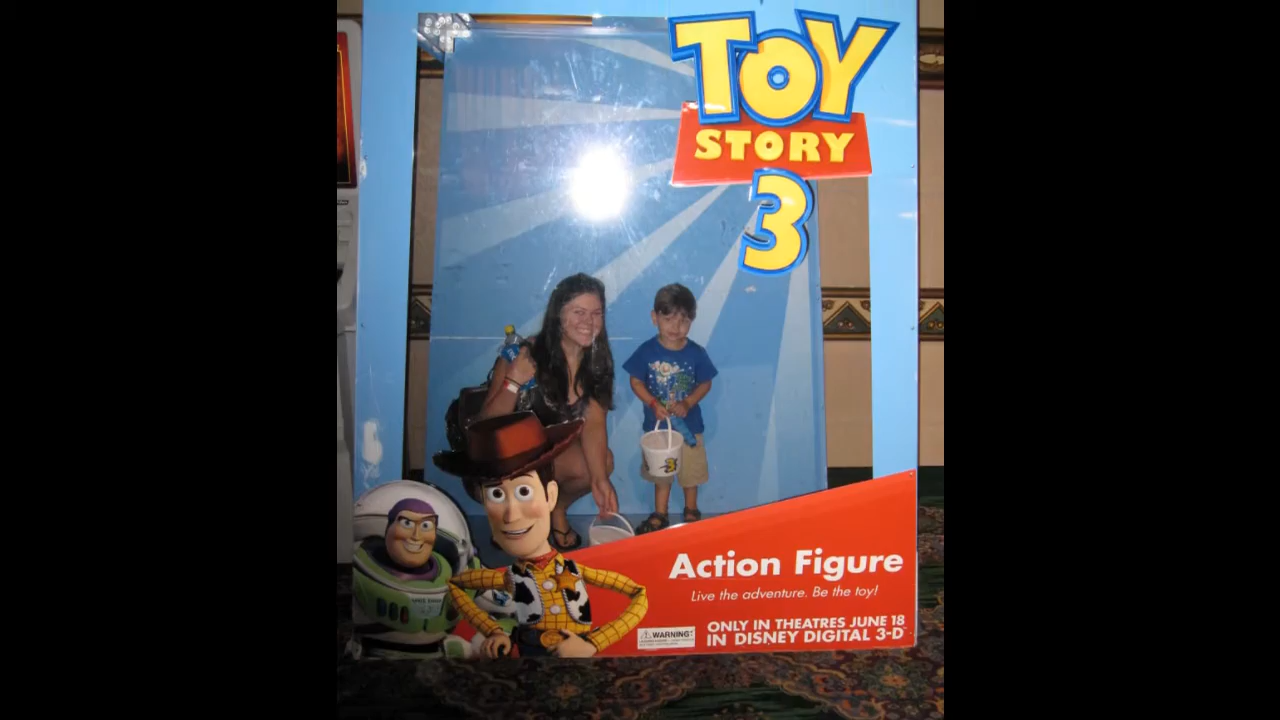 TOY
STORY
3
3
Action Figure
Live the adventure. Be the toy!
WARNING:
ONLY IN THEATRES JUNE 18
IN DISNEY DIGITAL 3-D